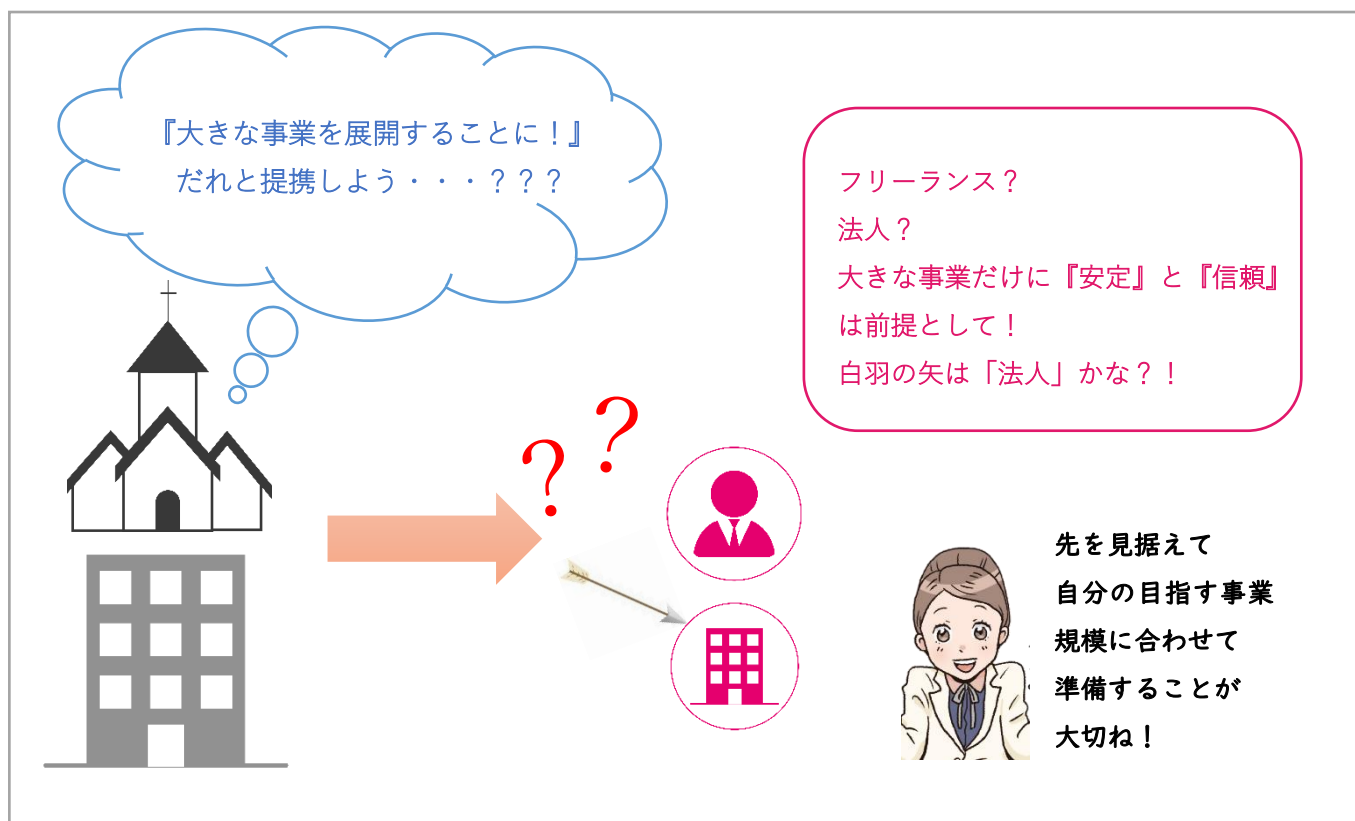 『大きな事業を展開することに！』
だれと提携しよう・・・？？？
フリーランス？
法人？
大きな事業だけに『安定』と『信頼』
は前提として！
白羽の矢は「法人」かな？！
？
？
先を見据えて
自分の目指す事業
規模に合わせて
準備することが
大切ね！